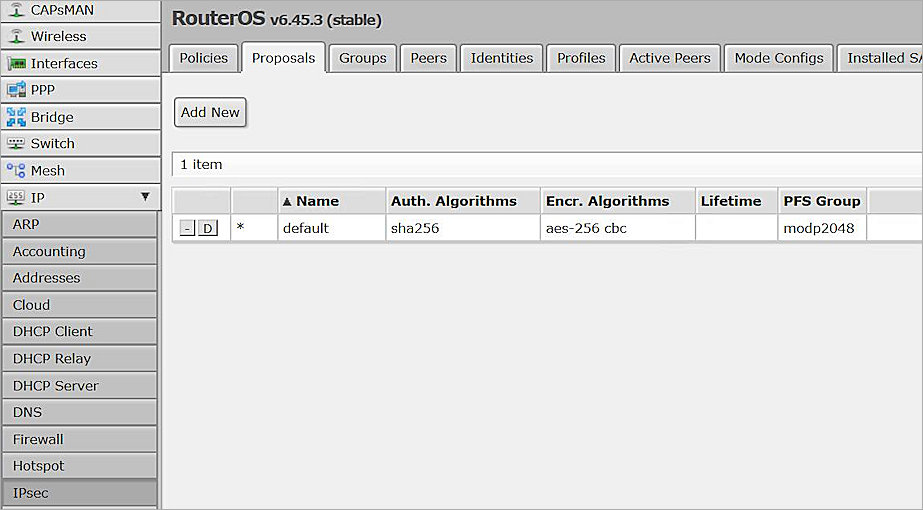 CAPsMAN
Wireless
Interfaces
PPP
Bridge
Switch
Mesh
255 IP ▼
ARP
Accounting
Addresses
Cloud
DHCP Client
DHCP Relay
DHCP Server
DNS
Firewall
Hotspot
IPsec
RouterOS v6.45.3 (stable)
Policies Proposals Groups Peers Identities Profiles Active Peers Mode Configs Installed SA
Add New
1 item
▲ Name Auth. Algorithms Encr. Algorithms Lifetime PFS Group
- D * default sha256 aes-256 cbc modp2048